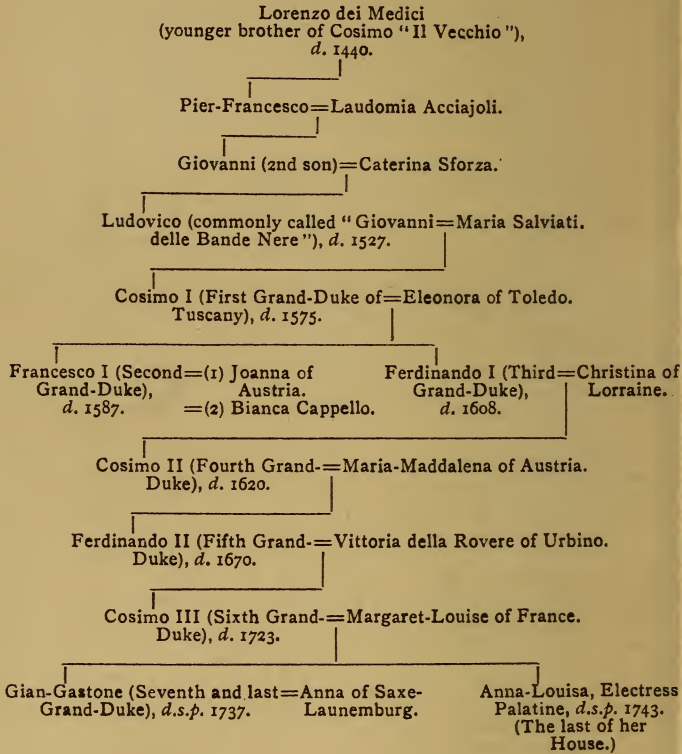 Lorenzo dei Medici
(younger brother of Cosimo "Il Vecchio"),
d. 1440.
Pier-Francesco=Laudomia Acciajoli.
Giovanni (2nd son)=Caterina Sforza.
Ludovico (commonly called "Giovanni=Maria Salviati.
delle Bande Nere"), d. 1527.
Cosimo I (First Grand-Duke of=Eleonora of Toledo.
Tuscany), d. 1575.
Francesco I (Second=(1) Joanna of
Grand-Duke), Austria.
d. 1587. =(2) Bianca Cappello.
Ferdinando I (Third=Christina of
Grand-Duke), Lorraine.
d. 1608.
Cosimo II (Fourth Grand-=Maria-Maddalena of Austria.
Duke), d. 1620.
Ferdinando II (Fifth Grand-=Vittoria della Rovere of Urbino.
Duke), d. 1670.
Cosimo III (Sixth Grand-=Margaret-Louise of France.
Duke), d. 1723.
Gian-Gastone (Seventh and last=Anna of Saxe-
Grand-Duke), d.s.p. 1737. Launemburg.
Anna-Louisa, Electress
Palatine, d.s.p. 1743.
(The last of her
House.)